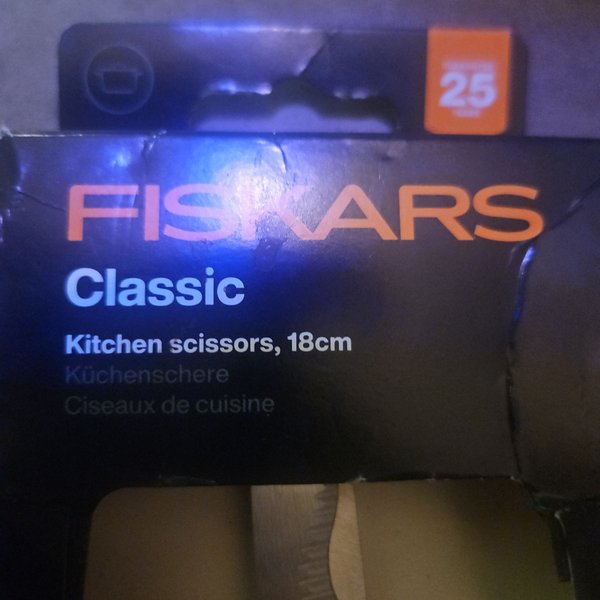 25
FISKARS
Classic
Kitchen scissors, 18cm
Küchenschere
Ciseaux de cuisine